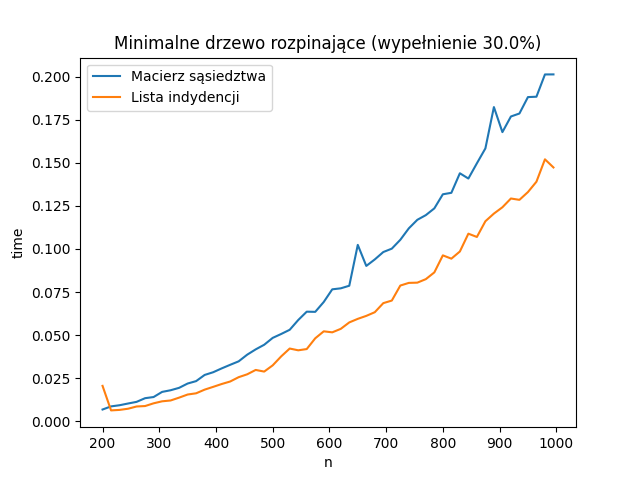 Minimalne drzewo rozpinające (wypełnienie 30.0%)
Macierz sąsiedztwa
Lista indydencji
0.200
0.175
0.150
0.125
0.100
0.075
0.050
0.025
0.000
time
200 300 400 500 600 700 800 900 1000
n